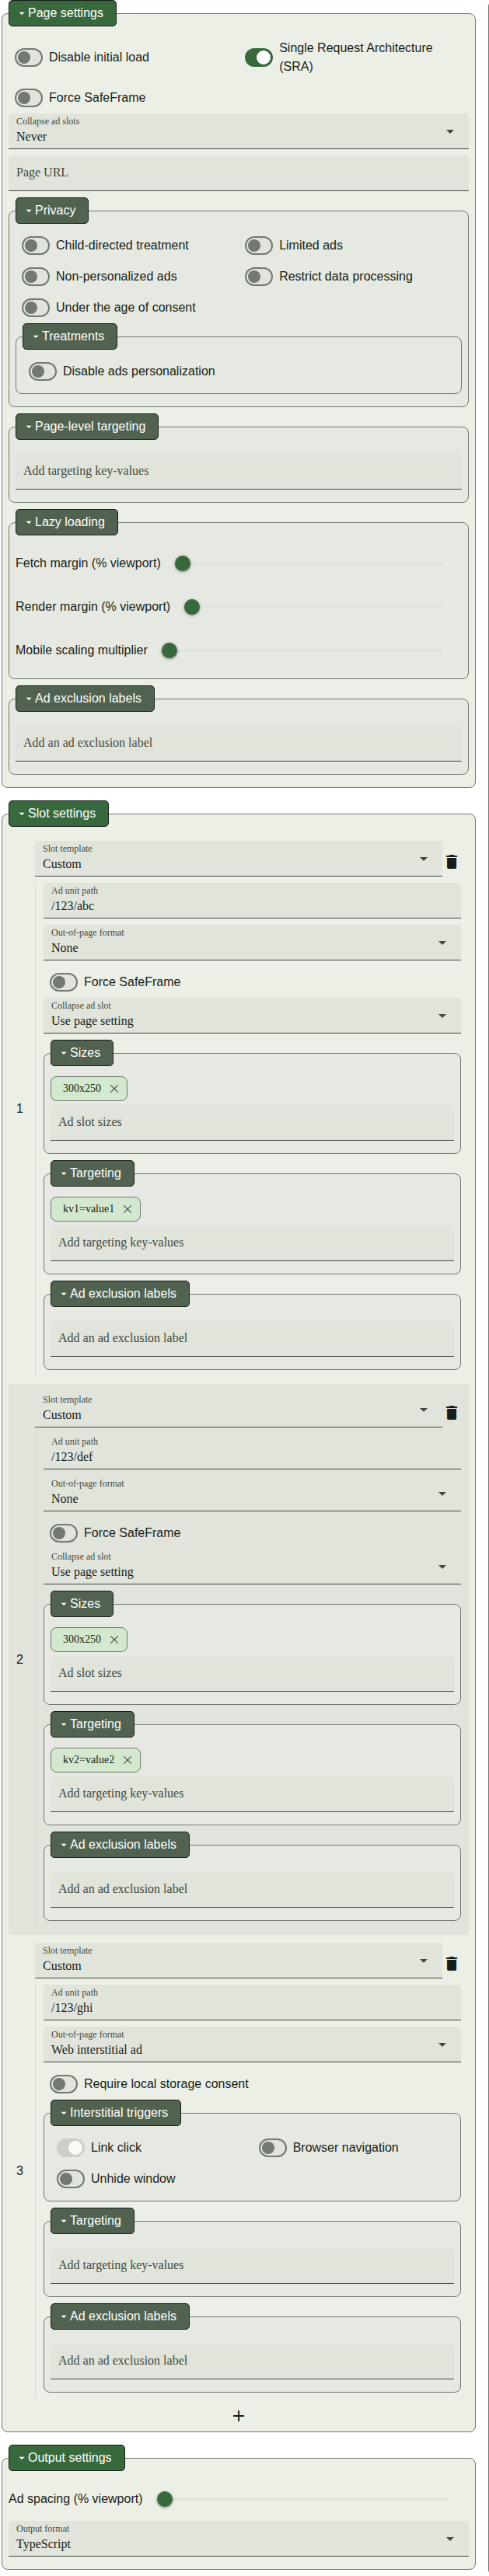 Page settings
Disable initial load
Single Request Architecture
(SRA)
Force SafeFrame
Collapse ad slots
Never
Page URL
Privacy
Child-directed treatment
Limited ads
Non-personalized ads
Restrict data processing
Under the age of consent
Treatments
Disable ads personalization
Page-level targeting
Add targeting key-values
Lazy loading
Fetch margin (% viewport)
Render margin (% viewport)
Mobile scaling multiplier
Ad exclusion labels
Add an ad exclusion label
Slot settings
Slot template
Custom
Ad unit path
/123/abc
Out-of-page format
None
Force SafeFrame
Collapse ad slot
Use page setting
Sizes
1
300x250
Ad slot sizes
Targeting
kv1=value1
Add targeting key-values
Ad exclusion labels
Add an ad exclusion label
Slot template
Custom
Ad unit path
/123/def
Out-of-page format
None
Force SafeFrame
Collapse ad slot
Use page setting
Sizes
300x250
2
Ad slot sizes
Targeting
kv2=value2
Add targeting key-values
Ad exclusion labels
Add an ad exclusion label
Slot template
Custom
Ad unit path
/123/ghi
Out-of-page format
Web interstitial ad
Require local storage consent
Interstitial triggers
Link click
Browser navigation
3
Unhide window
Targeting
Add targeting key-values
Ad exclusion labels
Add an ad exclusion label
+
Output settings
Ad spacing (% viewport)
Output format
TypeScript